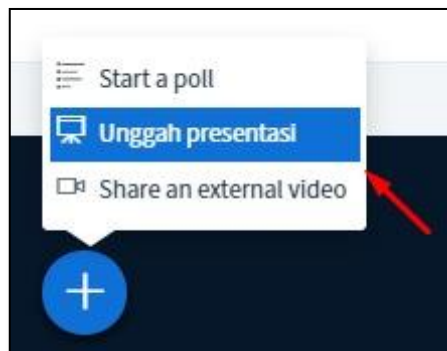 Start a poll
Unggah presentasi
Share an external video